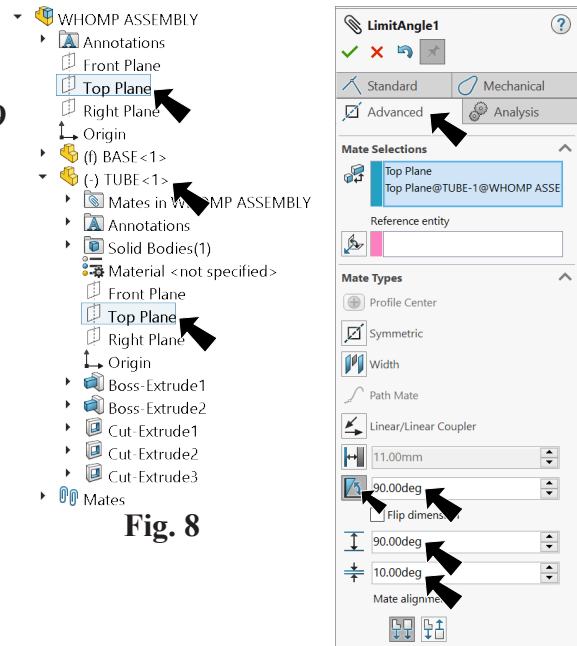 WHOMP ASSEMBLY
Annotations
Front Plane
Top Plane
Right Plane
Origin
(f) BASE<1>
(-) TUBE<1>
Mates in WHOMP ASSEMBLY
Annotations
Solid Bodies(1)
Material <not specified>
Front Plane
Top Plane
Right Plane
Origin
Boss-Extrude1
Boss-Extrude2
Cut-Extrude1
Cut-Extrude2
Cut-Extrude3
Mates
Fig. 8
LimitAngle1
?
Standard
Mechanical
Advanced
Analysis
Mate Selections
Top Plane
Top Plane@TUBE-1@WHOMP ASSE
Reference entity
Mate Types
Profile Center
Symmetric
Width
Path Mate
Linear/Linear Coupler
11.00mm
90.00deg
Flip dimension
90.00deg
10.00deg
Mate alignment